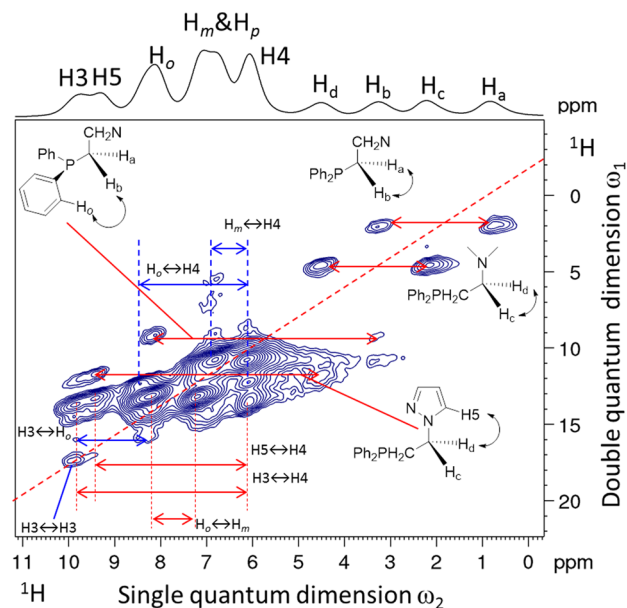 Hm&Hp
H3 H5 Ho H4 Hd Hb Hc Ha
ppm
1H
CH2N
Ph
P
Ha
Hb
Ho
CH2N
Ph2P
Ha
Hb
Hm↔H4
Ho↔H4
N
Ph2PH2C
Hd
Hc
N
N
H5
Ph2PH2C
Hd
Hc
H3↔Ho
H5↔H4
H3↔H4
H3↔H3
Ho↔Hm
0
5
10
15
20
Double quantum dimension ω1
11 10 9 8 7 6 5 4 3 2 1 0 ppm
1H Single quantum dimension ω2